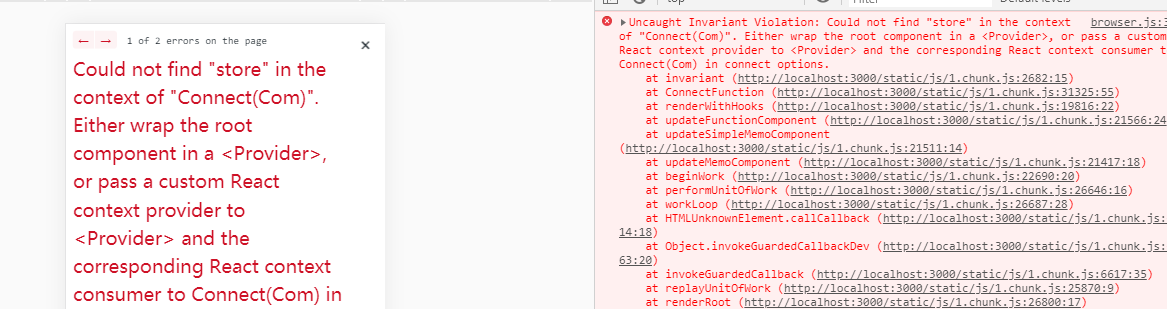 ← → 1 of 2 errors on the page ×
Could not find "store" in the
context of "Connect(Com)".
Either wrap the root
component in a <Provider>,
or pass a custom React
context provider to
<Provider> and the
corresponding React context
consumer to Connect(Com) in
Uncaught Invariant Violation: Could not find "store" in the context browser.js:3
of "Connect(Com)". Either wrap the root component in a <Provider>, or pass a custom
React context provider to <Provider> and the corresponding React context consumer t
Connect(Com) in connect options.
at invariant (http://localhost:3000/static/js/1.chunk.js:2682:15)
at ConnectFunction (http://localhost:3000/static/js/1.chunk.js:31325:55)
at renderWithHooks (http://localhost:3000/static/js/1.chunk.js:19816:22)
at updateFunctionComponent (http://localhost:3000/static/js/1.chunk.js:21566:24
at updateSimpleMemoComponent
(http://localhost:3000/static/js/1.chunk.js:21511:14)
at updateMemoComponent (http://localhost:3000/static/js/1.chunk.js:21417:18)
at beginWork (http://localhost:3000/static/js/1.chunk.js:22690:20)
at performUnitOfWork (http://localhost:3000/static/js/1.chunk.js:26646:16)
at workLoop (http://localhost:3000/static/js/1.chunk.js:26687:28)
at HTMLUnknownElement.callCallback (http://localhost:3000/static/js/1.chunk.js:
14:18)
at Object.invokeGuardedCallbackDev (http://localhost:3000/static/js/1.chunk.js:
63:20)
at invokeGuardedCallback (http://localhost:3000/static/js/1.chunk.js:6617:35)
at replayUnitOfWork (http://localhost:3000/static/js/1.chunk.js:25870:9)
at renderRoot (http://localhost:3000/static/js/1.chunk.js:26800:17)